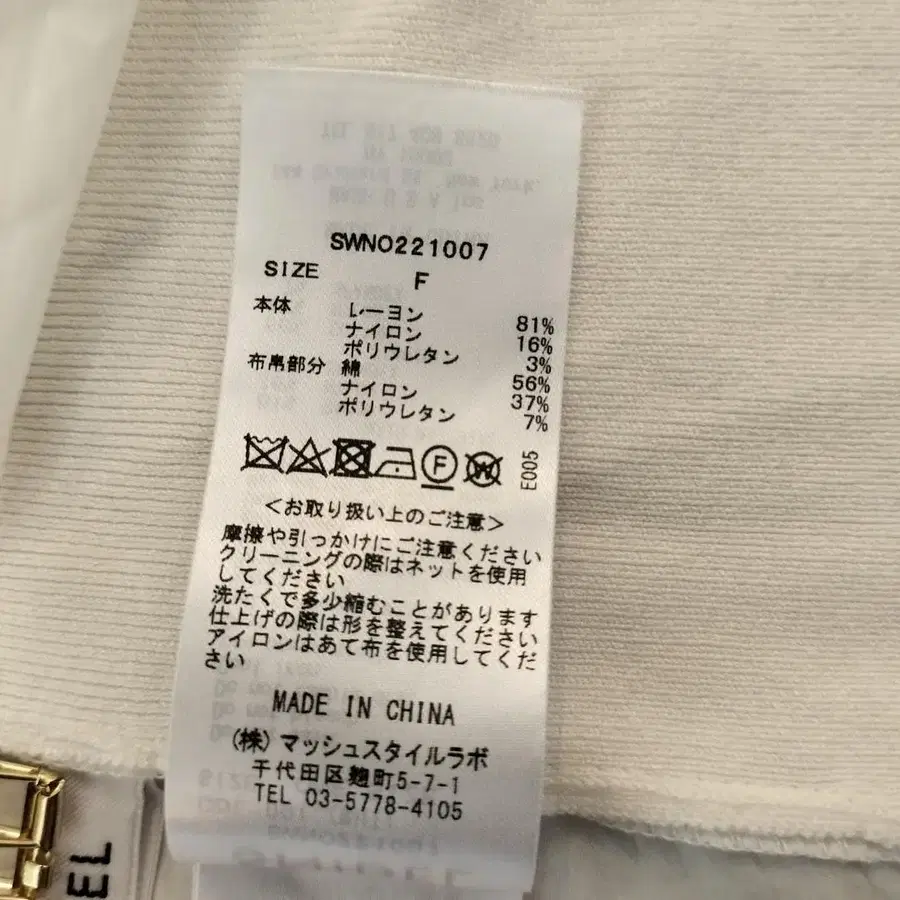 SWNO221007
SIZE F
本体 レーヨン 81%
ナイロン 16%
ポリウレタン 3%
布帛部分 綿 56%
ナイロン 37%
ポリウレタン 7%
F W E005
<お取り扱い上のご注意>
摩擦や引っかけにご注意ください
クリーニングの際はネットを使用
してください
洗たくで多少縮むことがあります
仕上げの際は形を整えてください
アイロンはあて布を使用してくだ
さい
MADE IN CHINA
(株)マッシュスタイルラボ
千代田区麹町5-7-1
TEL 03-5778-4105
EL